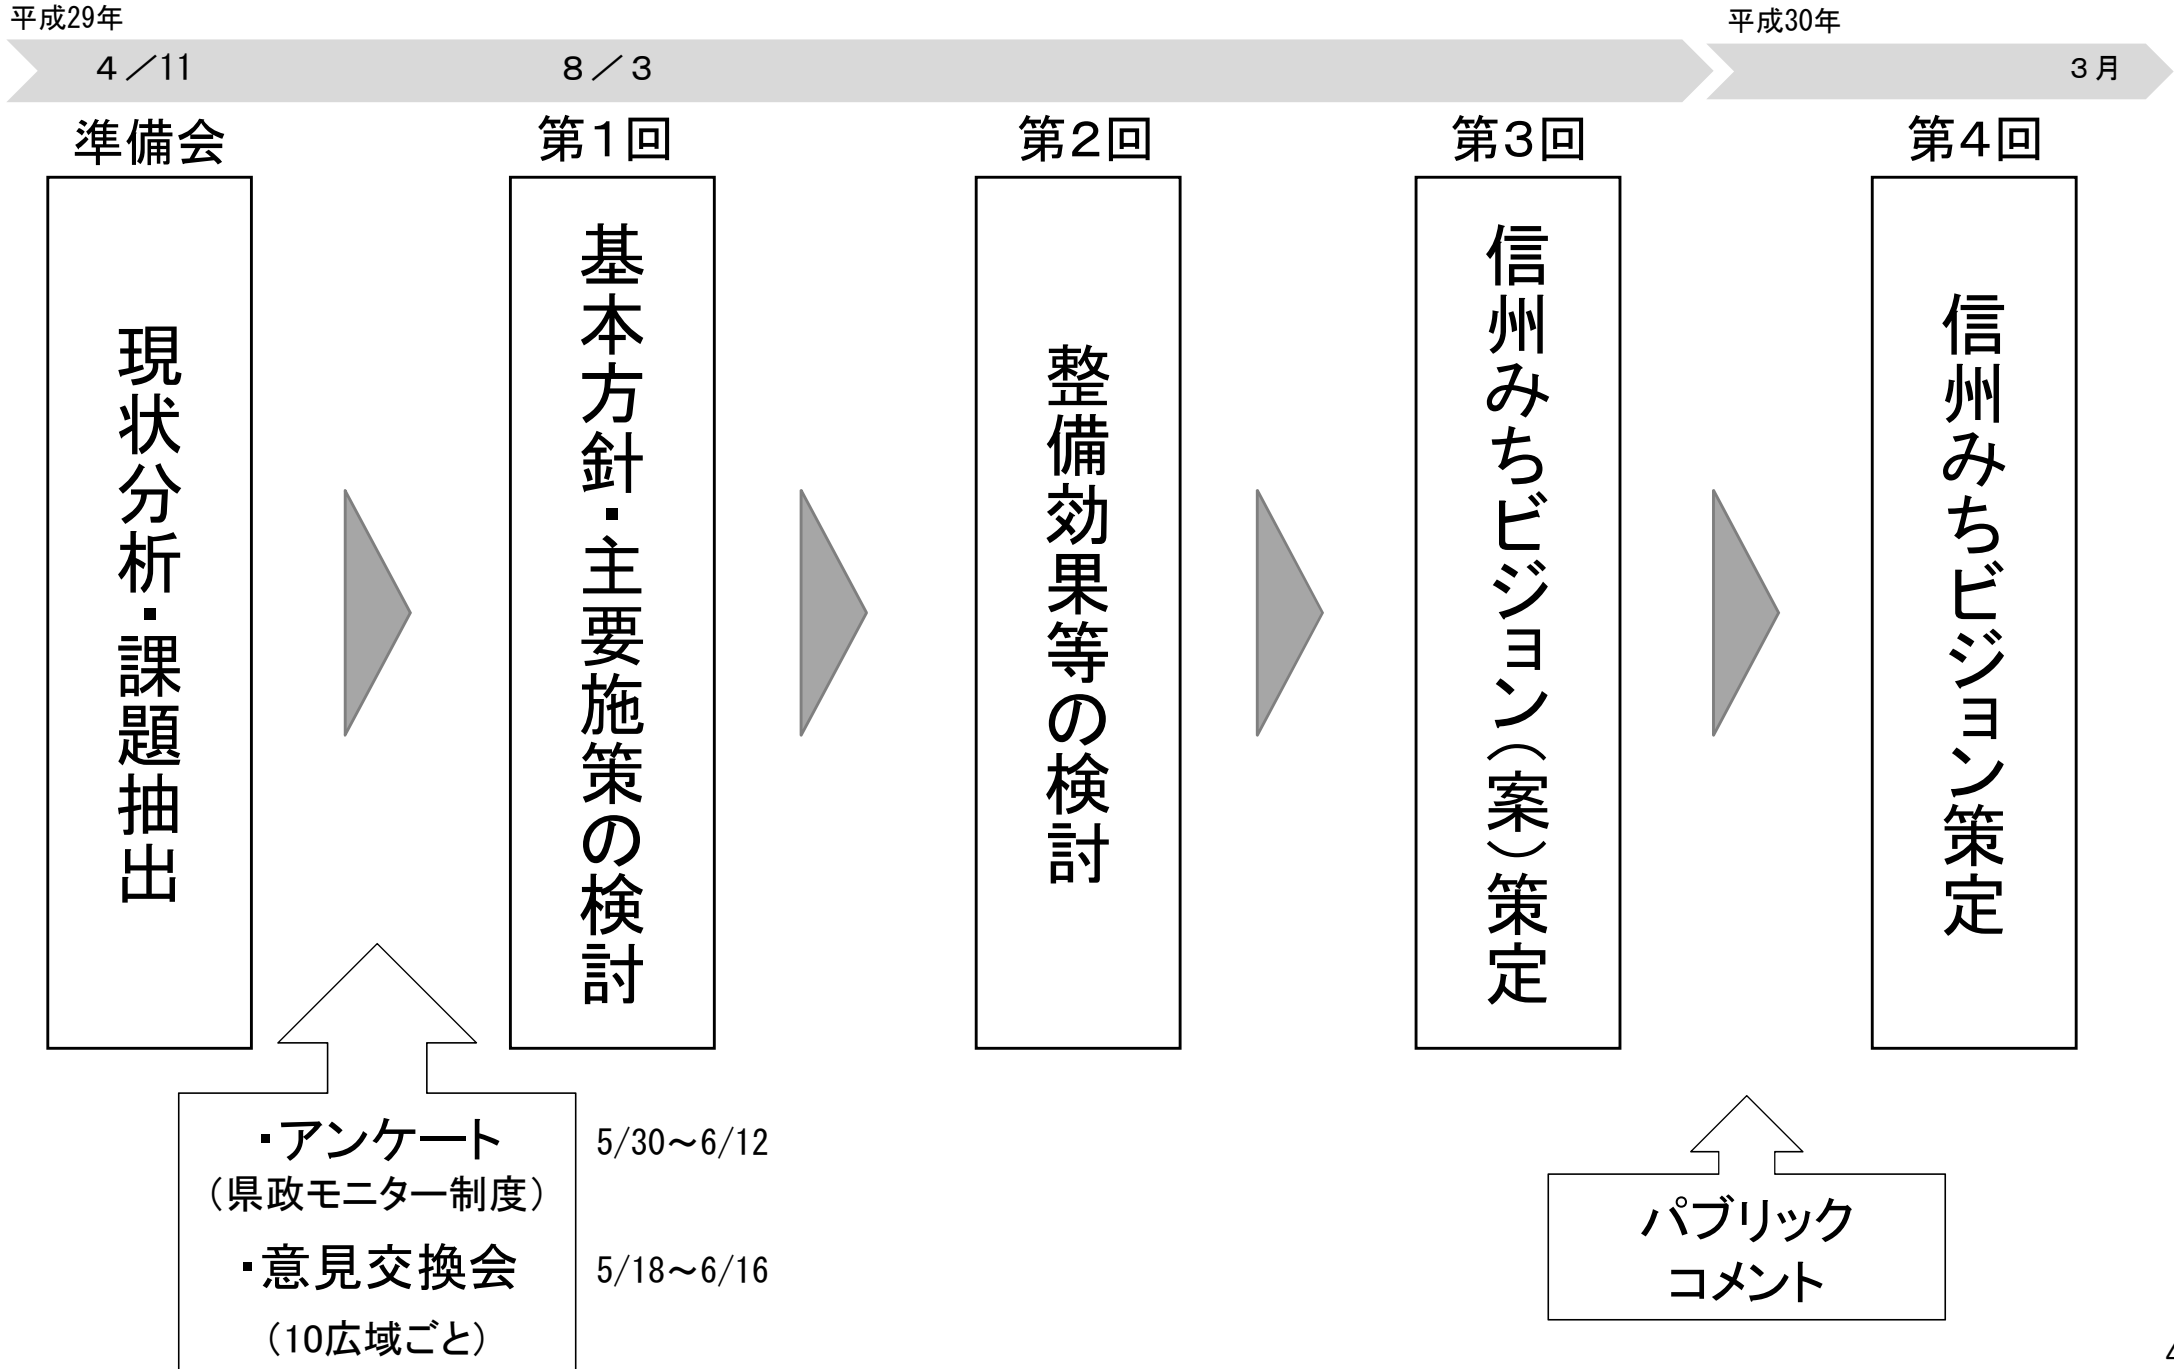 平成29年
平成30年
４／11
８／３
３月
準備会
第１回
第２回
第３回
第４回
現状分析・課題抽出
基本方針・主要施策の検討
整備効果等の検討
信州みちビジョン（案）策定
信州みちビジョン策定
・アンケート
5/30～6/12
（県政モニター制度）
・意見交換会
5/18～6/16
（10広域ごと）
パブリック
コメント